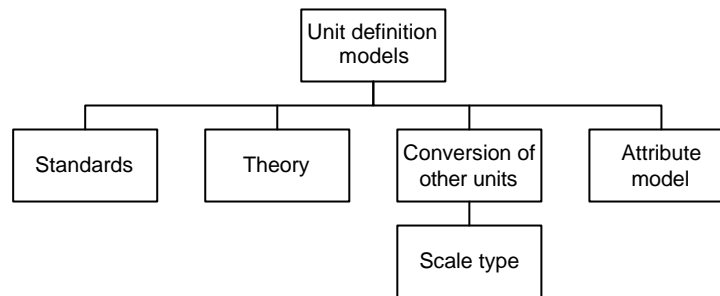 Unit definition
models
Standards
Theory
Conversion of
other units
Attribute
model
Scale type